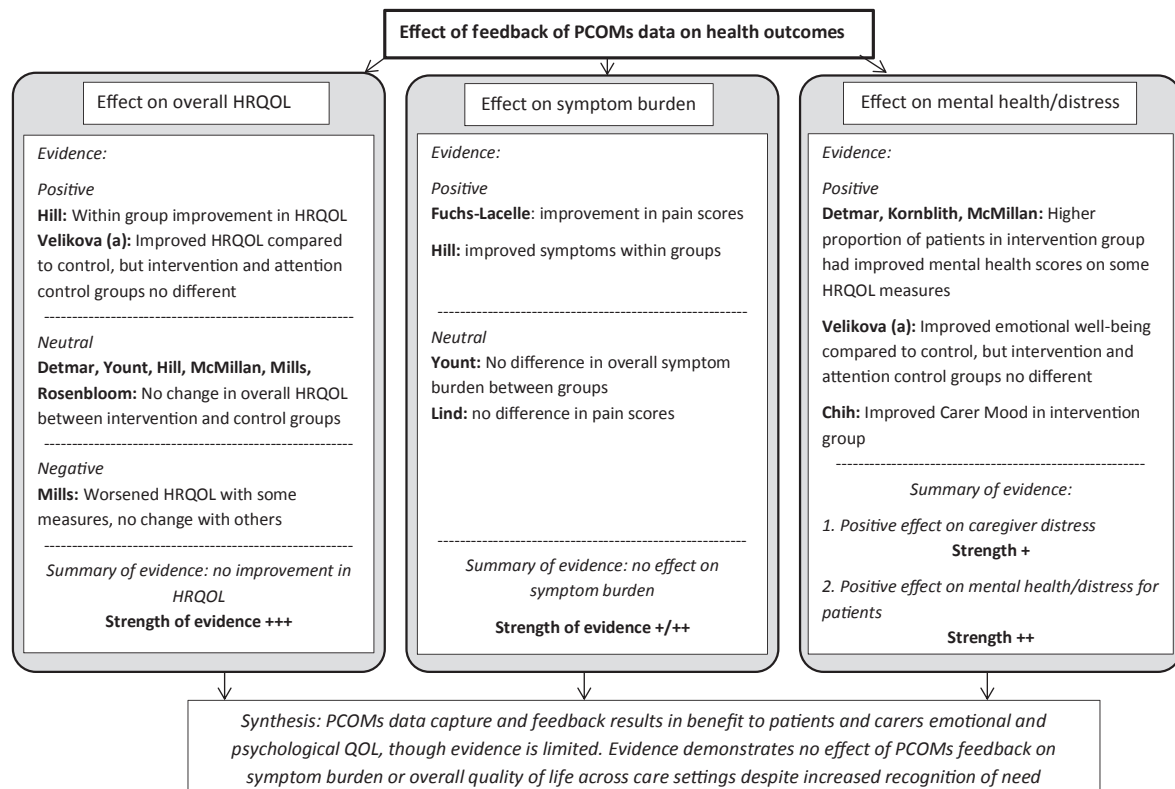 Effect of feedback of PCOMs data on health outcomes
Effect on overall HRQOL
Evidence:
Positive
Hill: Within group improvement in HRQOL
Velikova (a): Improved HRQOL compared
to control, but intervention and attention
control groups no different
Neutral
Detmar, Yount, Hill, McMillan, Mills,
Rosenbloom: No change in overall HRQOL
between intervention and control groups
Negative
Mills: Worsened HRQOL with some
measures, no change with others
Summary of evidence: no improvement in
HRQOL
Strength of evidence +++
Effect on symptom burden
Evidence:
Positive
Fuchs-Lacelle: improvement in pain scores
Hill: improved symptoms within groups
Neutral
Yount: No difference in overall symptom
burden between groups
Lind: no difference in pain scores
Summary of evidence: no effect on
symptom burden
Strength of evidence +/++
Effect on mental health/distress
Evidence:
Positive
Detmar, Kornblith, McMillan: Higher
proportion of patients in intervention group
had improved mental health scores on some
HRQOL measures
Velikova (a): Improved emotional well-being
compared to control, but intervention and
attention control groups no different
Chih: Improved Carer Mood in intervention
group
Summary of evidence:
1. Positive effect on caregiver distress
Strength +
2. Positive effect on mental health/distress for
patients
Strength ++
Synthesis: PCOMs data capture and feedback results in benefit to patients and carers emotional and
psychological QOL, though evidence is limited. Evidence demonstrates no effect of PCOMs feedback on
symptom burden or overall quality of life across care settings despite increased recognition of need